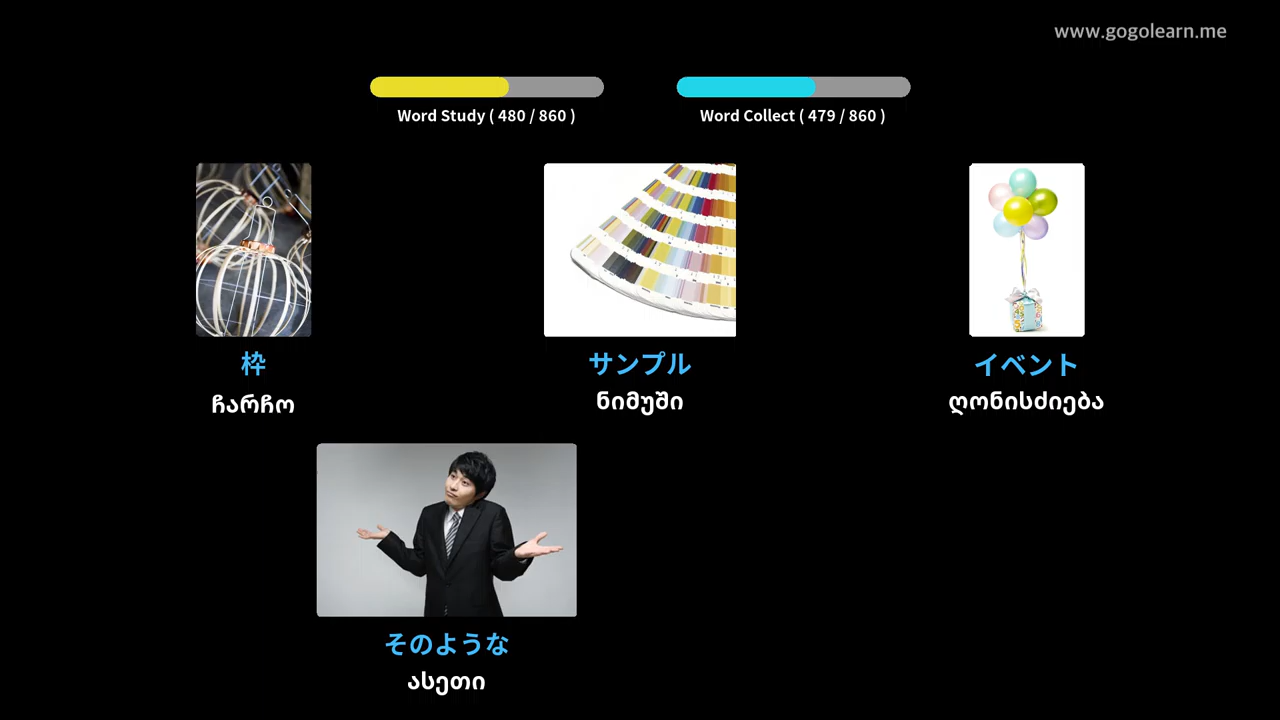 www.gogolearn.me
Word Study ( 480 / 860 )
Word Collect ( 479 / 860 )
枠
ჩარჩო
サンプル
ნიმუში
イベント
ღონისძიება
そのような
ასეთი